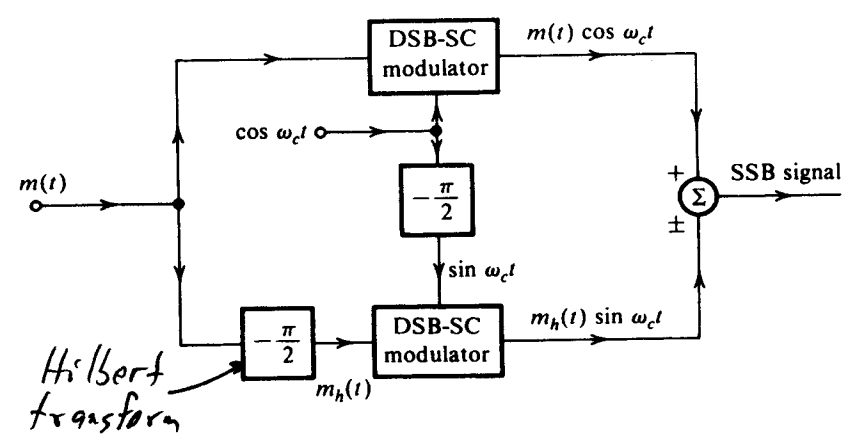 DSB-SC
modulator
m(t) cos ω_c t
cos ω_c t
m(t)
− π/2
+
Σ
±
SSB signal
sin ω_c t
− π/2
m_h(t)
DSB-SC
modulator
m_h(t) sin ω_c t
Hilbert
transform